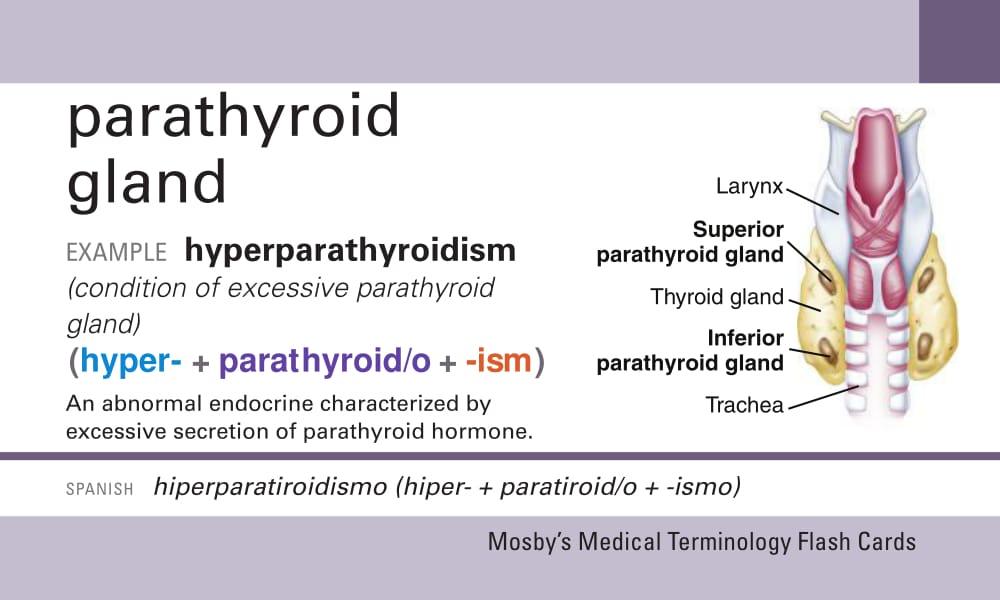 parathyroid
gland
EXAMPLE hyperparathyroidism
(condition of excessive parathyroid
gland)
(hyper- + parathyroid/o + -ism)
An abnormal endocrine characterized by
excessive secretion of parathyroid hormone.
Larynx
Superior
parathyroid gland
Thyroid gland
Inferior
parathyroid gland
Trachea
SPANISH hiperparatiroidismo (hiper- + paratiroid/o + -ismo)
Mosby's Medical Terminology Flash Cards